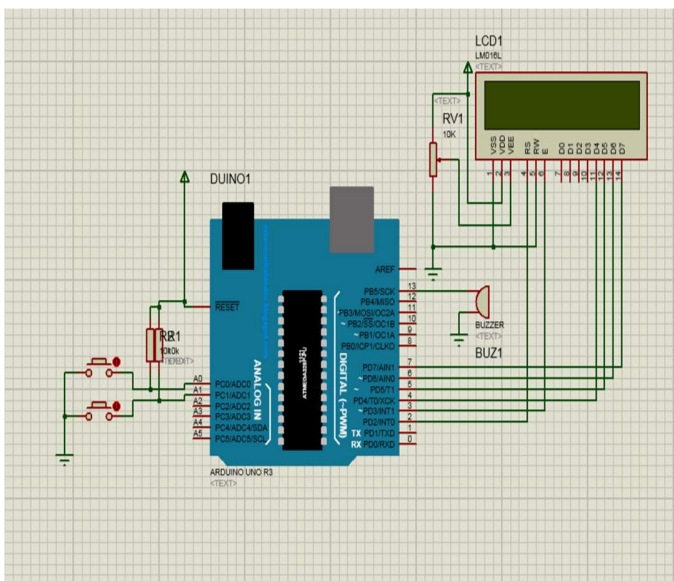 LCD1
LM016L
<TEXT>
<TEXT>
RV1
10K
VSS VDD VEE RS RW E D0 D1 D2 D3 D4 D5 D6 D7
1 2 3 4 5 6 7 8 9 10 11 12 13 14
DUINO1
AREF
RESET
PB5/SCK 13
PB4/MISO 12
~PB3/MOSI/OC2A 11
~PB2/SS/OC1B 10
~PB1/OC1A 9
PB0/ICP1/CLKO 8
BUZZER
<TEXT>
BUZ1
ANALOG IN
DIGITAL (~PWM)
A0 PC0/ADC0
A1 PC1/ADC1
A2 PC2/ADC2
A3 PC3/ADC3
A4 PC4/ADC4/SDA
A5 PC5/ADC5/SCL
PD7/AIN1 7
~PD6/AIN0 6
~PD5/T1 5
PD4/T0/XCK 4
~PD3/INT1 3
PD2/INT0 2
TX PD1/TXD 1
RX PD0/RXD 0
ARDUINO UNO R3
<TEXT>